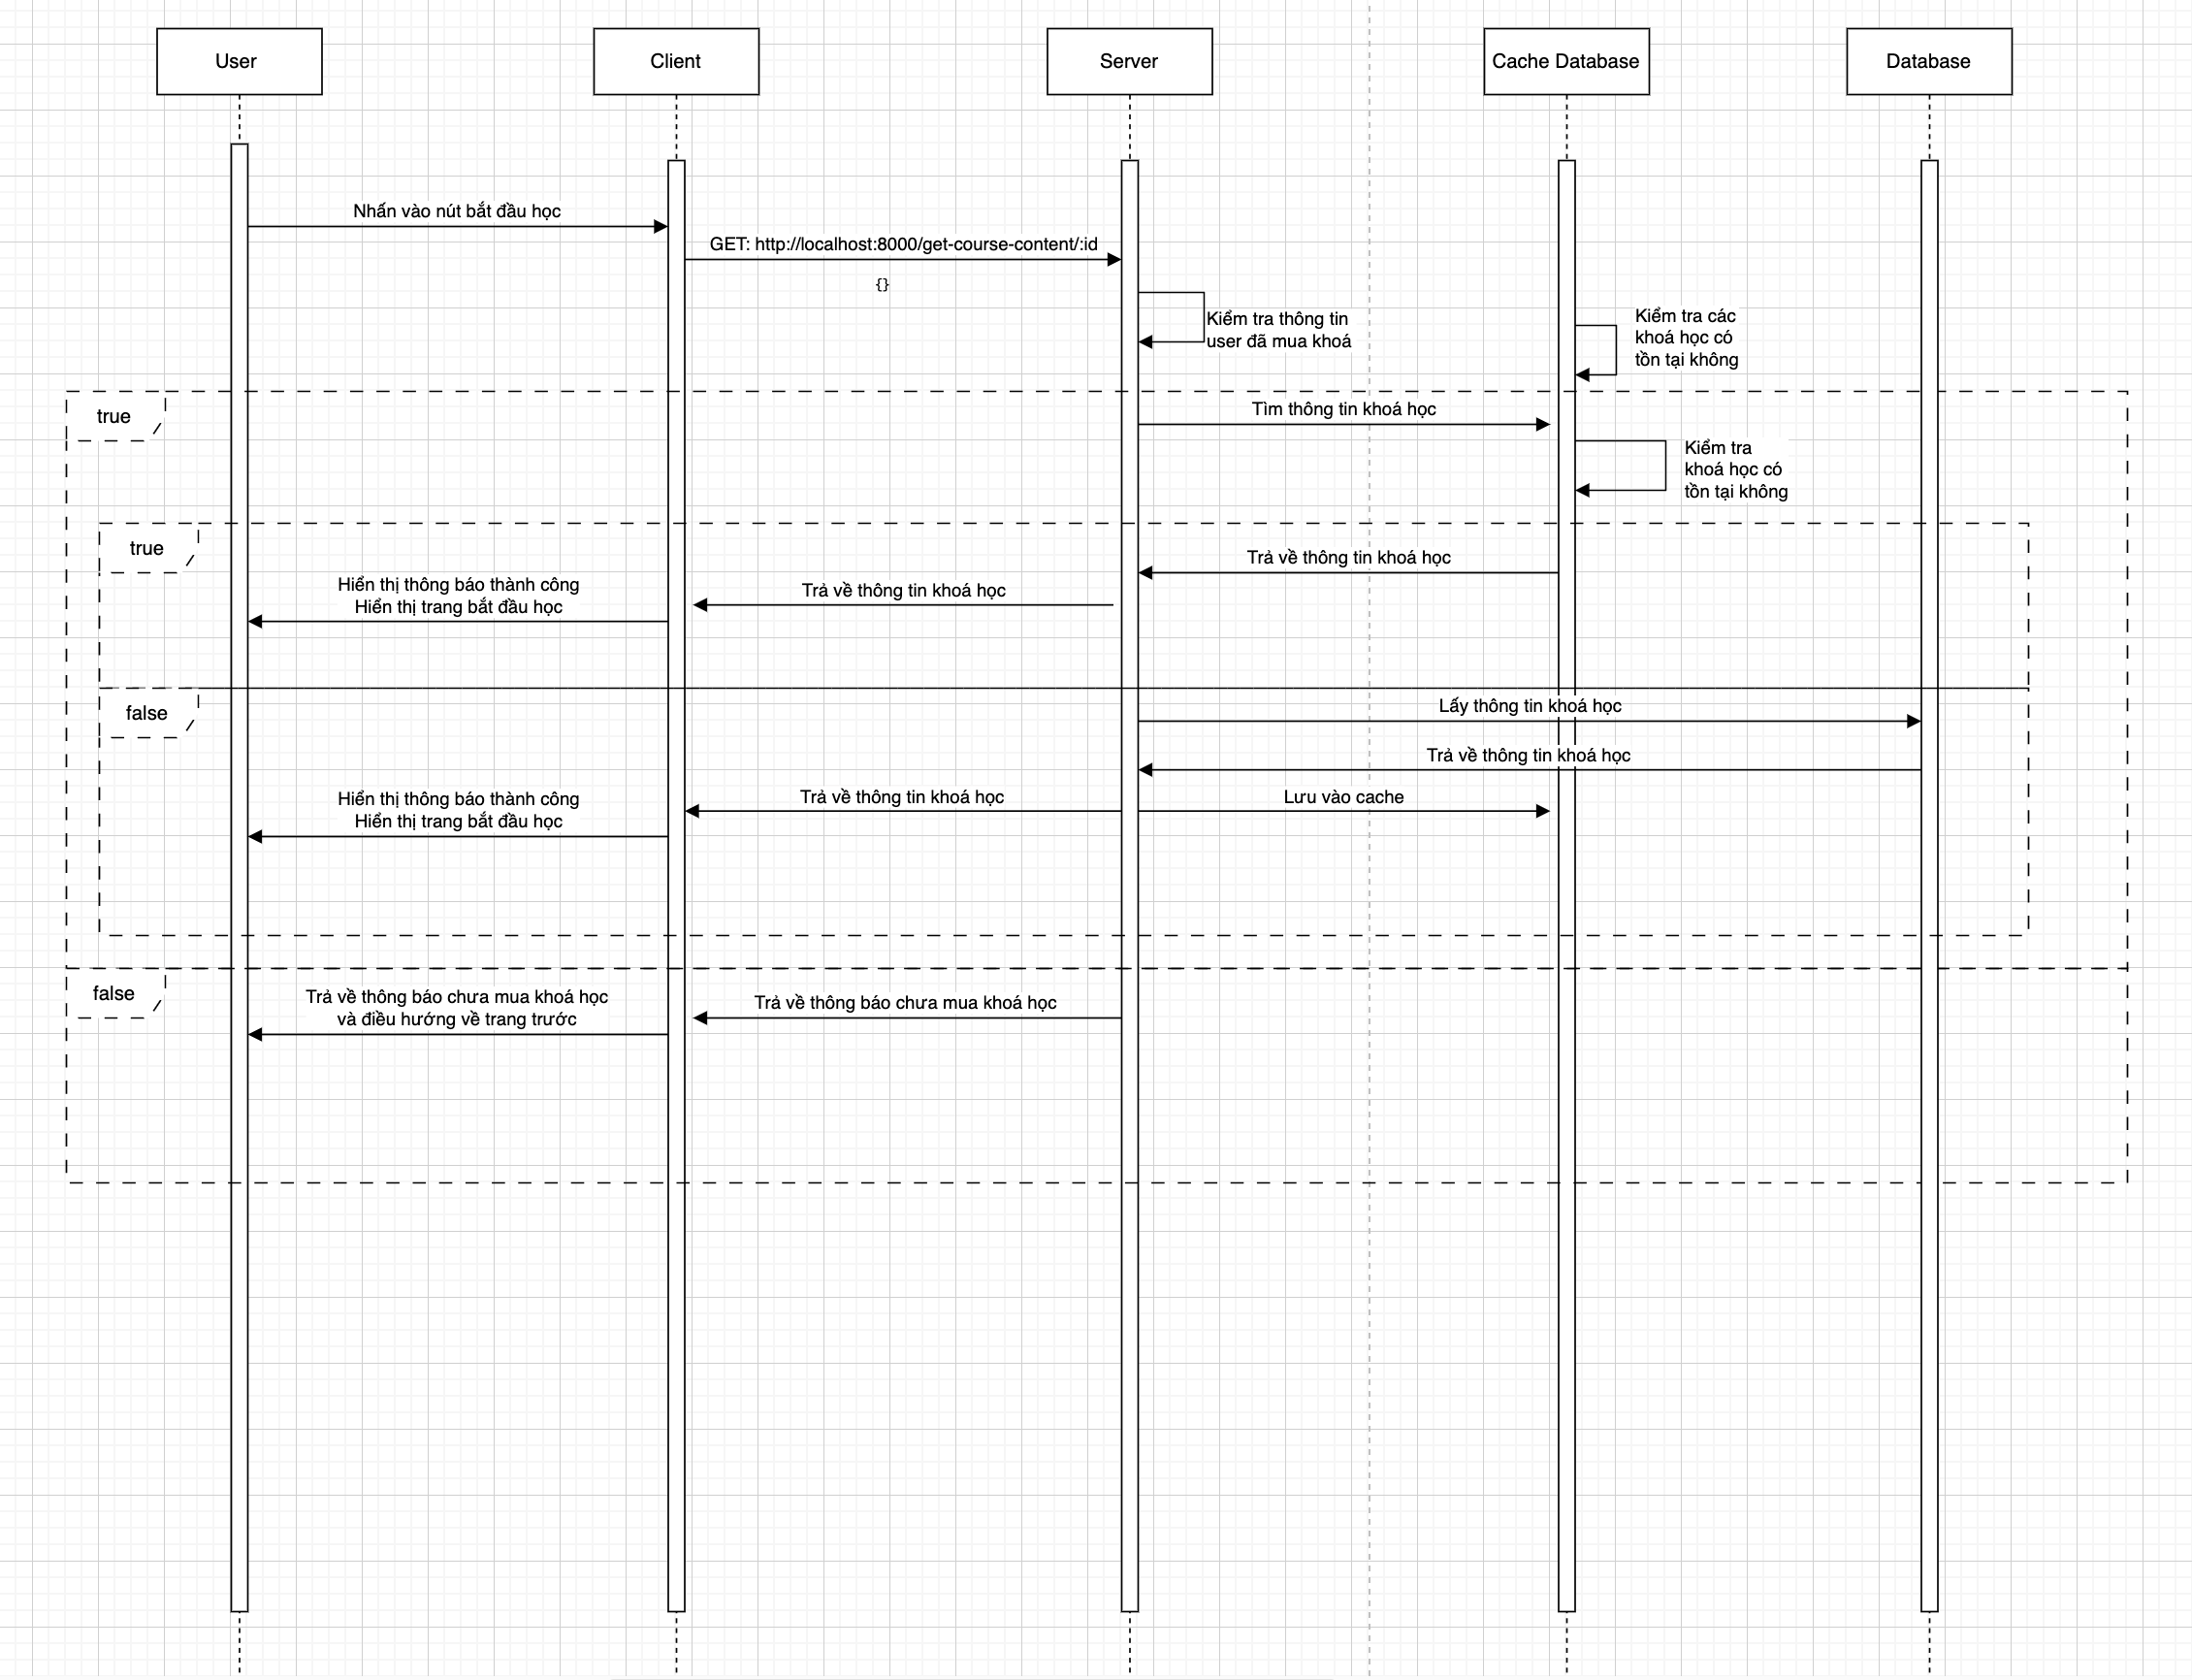 User
Client
Server
Cache Database
Database
Nhấn vào nút bắt đầu học
GET: http://localhost:8000/get-course-content/:id
{}
Kiểm tra thông tin
user đã mua khoá
Kiểm tra các
khoá học có
tồn tại không
true
Tìm thông tin khoá học
Kiểm tra
khoá học có
tồn tại không
true
Trả về thông tin khoá học
Trả về thông tin khoá học
Hiển thị thông báo thành công
Hiển thị trang bắt đầu học
false
Lấy thông tin khoá học
Trả về thông tin khoá học
Trả về thông tin khoá học
Lưu vào cache
Hiển thị thông báo thành công
Hiển thị trang bắt đầu học
false
Trả về thông báo chưa mua khoá học
và điều hướng về trang trước
Trả về thông báo chưa mua khoá học